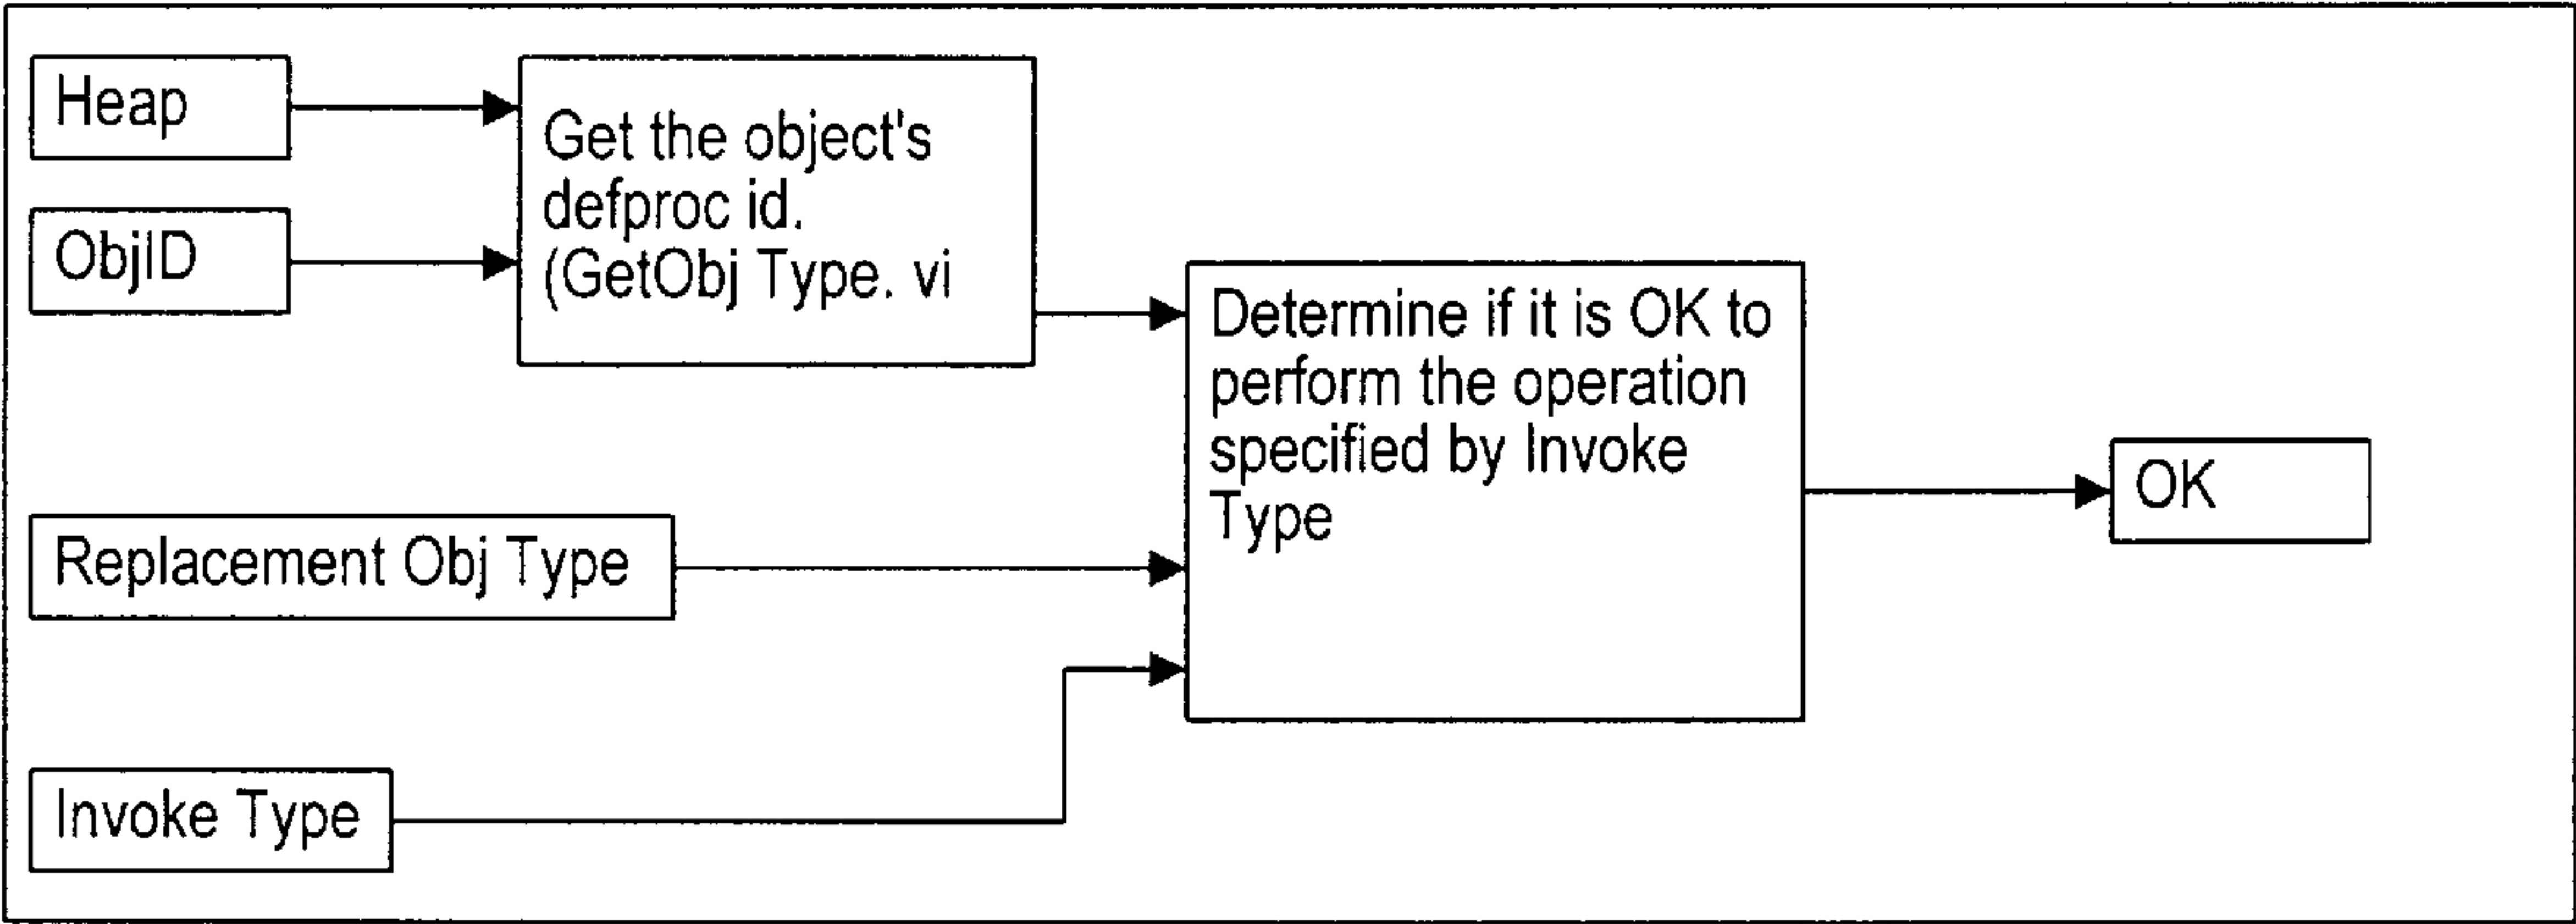 Heap
ObjID
Get the object's
defproc id.
(GetObj Type. vi
Replacement Obj Type
Invoke Type
Determine if it is OK to
perform the operation
specified by Invoke
Type
OK